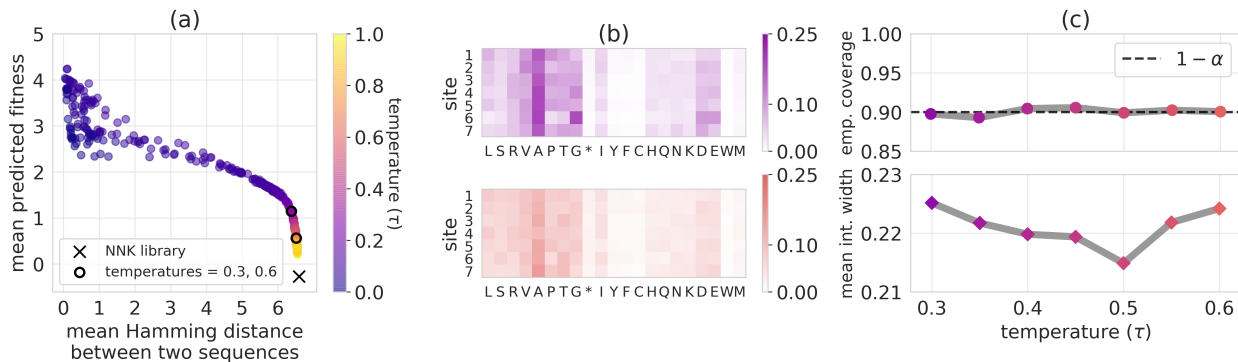 (a)
5
4
3
2
1
0
mean predicted fitness
0 1 2 3 4 5 6
mean Hamming distance
between two sequences
NNK library
temperatures = 0.3, 0.6
1.0
0.8
0.6
0.4
0.2
0.0
temperature (τ)
(b)
site
1
2
3
4
5
6
7
L S R V A P T G * I Y F C H Q N K D E W M
0.25
0.10
0.00
site
1
2
3
4
5
6
7
L S R V A P T G * I Y F C H Q N K D E W M
0.25
0.10
0.00
(c)
1.00
0.95
0.90
0.85
emp. coverage
1 − α
0.23
0.22
0.21
mean int. width
0.3 0.4 0.5 0.6
temperature (τ)